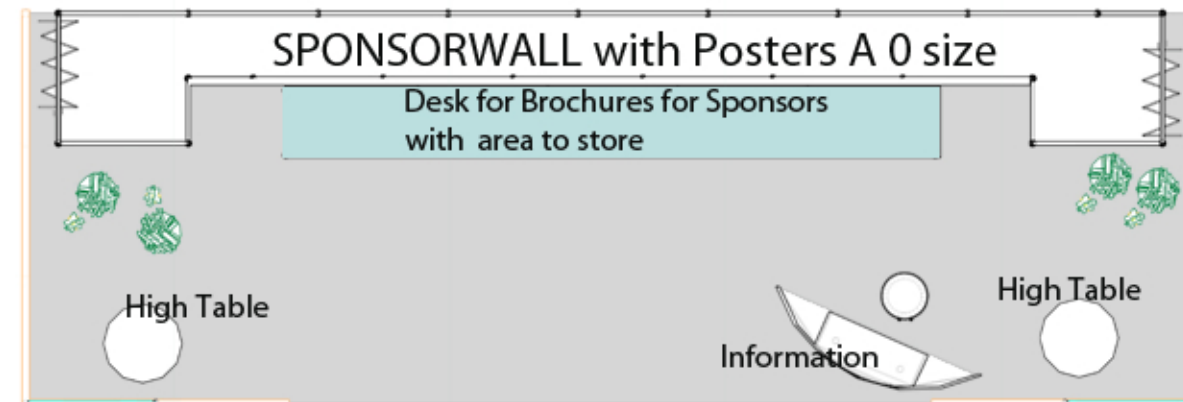 SPONSORWALL with Posters A 0 size
Desk for Brochures for Sponsors
with area to store
High Table
High Table
Information